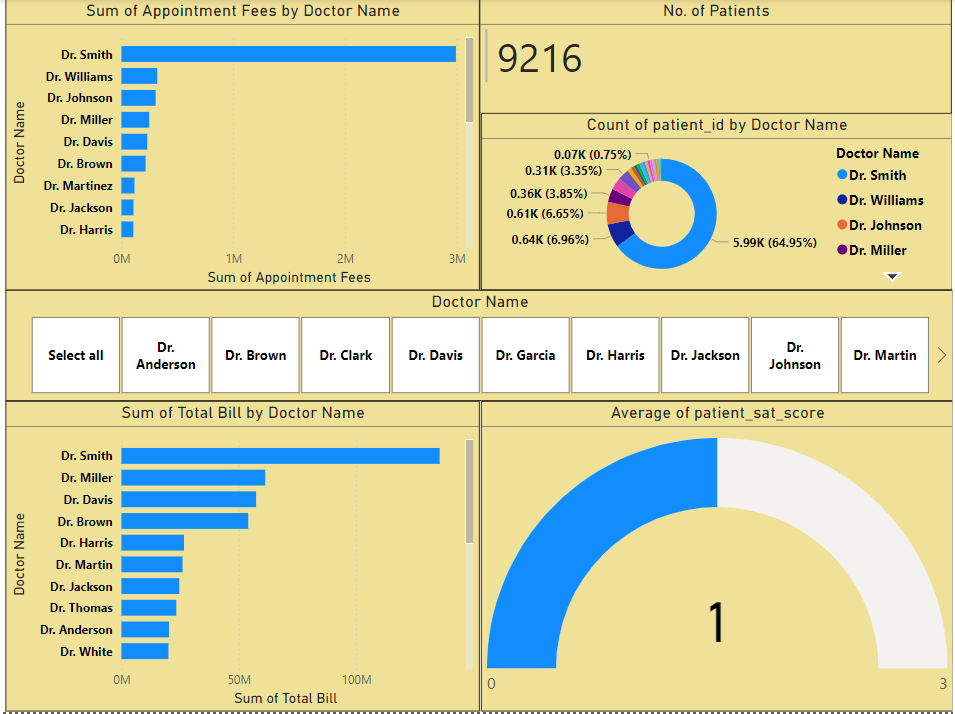 Sum of Appointment Fees by Doctor Name
Doctor Name
Dr. Smith
Dr. Williams
Dr. Johnson
Dr. Miller
Dr. Davis
Dr. Brown
Dr. Martinez
Dr. Jackson
Dr. Harris
0M 1M 2M 3M
Sum of Appointment Fees
No. of Patients
9216
Count of patient_id by Doctor Name
0.07K (0.75%)
0.31K (3.35%)
0.36K (3.85%)
0.61K (6.65%)
0.64K (6.96%)
5.99K (64.95%)
Doctor Name
Dr. Smith
Dr. Williams
Dr. Johnson
Dr. Miller
Doctor Name
Select all
Dr.
Anderson
Dr. Brown
Dr. Clark
Dr. Davis
Dr. Garcia
Dr. Harris
Dr. Jackson
Dr.
Johnson
Dr. Martin
Sum of Total Bill by Doctor Name
Doctor Name
Dr. Smith
Dr. Miller
Dr. Davis
Dr. Brown
Dr. Harris
Dr. Martin
Dr. Jackson
Dr. Thomas
Dr. Anderson
Dr. White
0M 50M 100M
Sum of Total Bill
Average of patient_sat_score
1
0 3